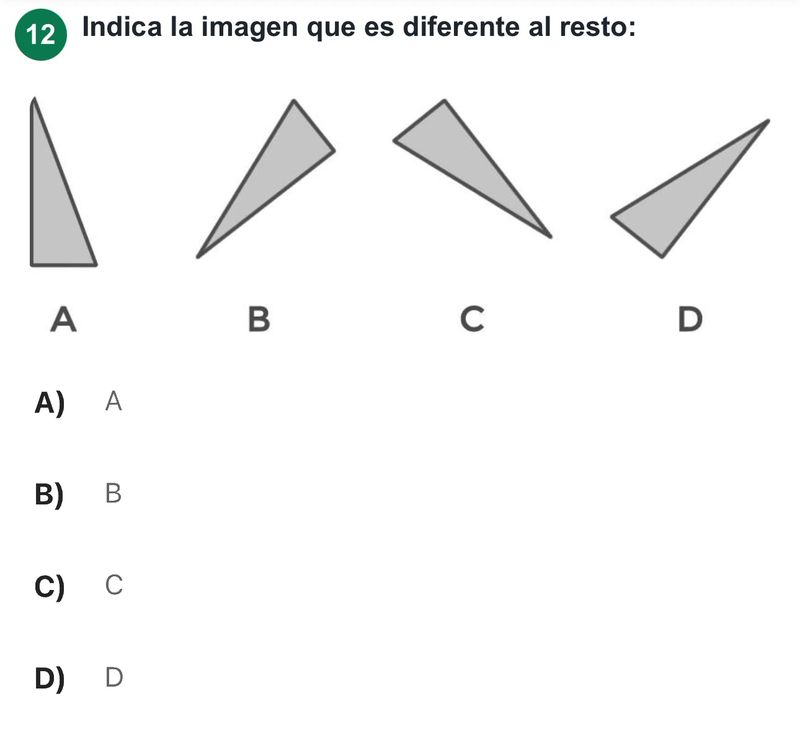 12 Indica la imagen que es diferente al resto:
A B C D
A) A
B) B
C) C
D) D